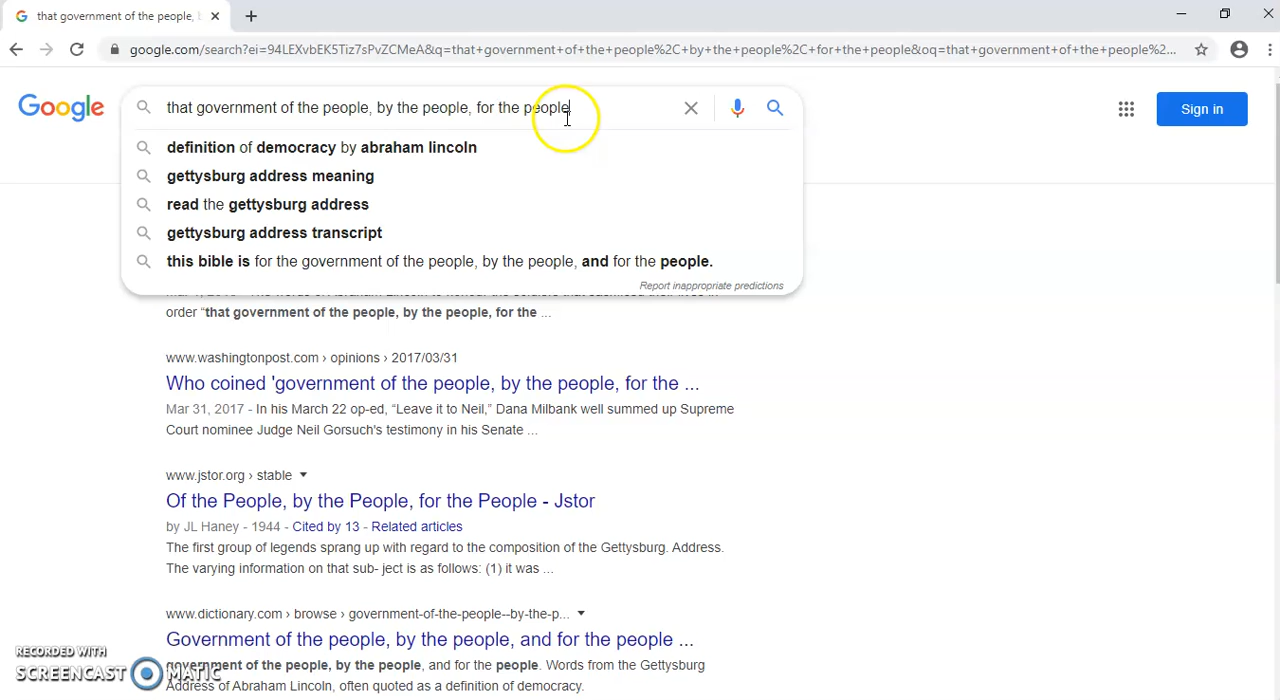 that government of the people,
google.com/search?ei=94LEXvbEK5Tiz7sPvZCMeA&q=that+government+of+the+people%2C+by+the+people%2C+for+the+people&oq=that+government+of+the+people%2...
Google
that government of the people, by the people, for the people
Sign in
definition of democracy by abraham lincoln
gettysburg address meaning
read the gettysburg address
gettysburg address transcript
this bible is for the government of the people, by the people, and for the people.
Report inappropriate predictions
order “that government of the people, by the people, for the ...
www.washingtonpost.com › opinions › 2017/03/31
Who coined 'government of the people, by the people, for the ...
Mar 31, 2017 - In his March 22 op-ed, “Leave it to Neil,” Dana Milbank well summed up Supreme
Court nominee Judge Neil Gorsuch's testimony in his Senate ...
www.jstor.org › stable
Of the People, by the People, for the People - Jstor
by JL Haney - 1944 - Cited by 13 - Related articles
The first group of legends sprang up with regard to the composition of the Gettysburg. Address.
The varying information on that sub- ject is as follows: (1) it was ...
www.dictionary.com › browse › government-of-the-people--by-the-p...
Government of the people, by the people, and for the people ...
government of the people, by the people, and for the people. Words from the Gettysburg
Address of Abraham Lincoln, often quoted as a definition of democracy.
RECORDED WITH
SCREENCAST MATIC